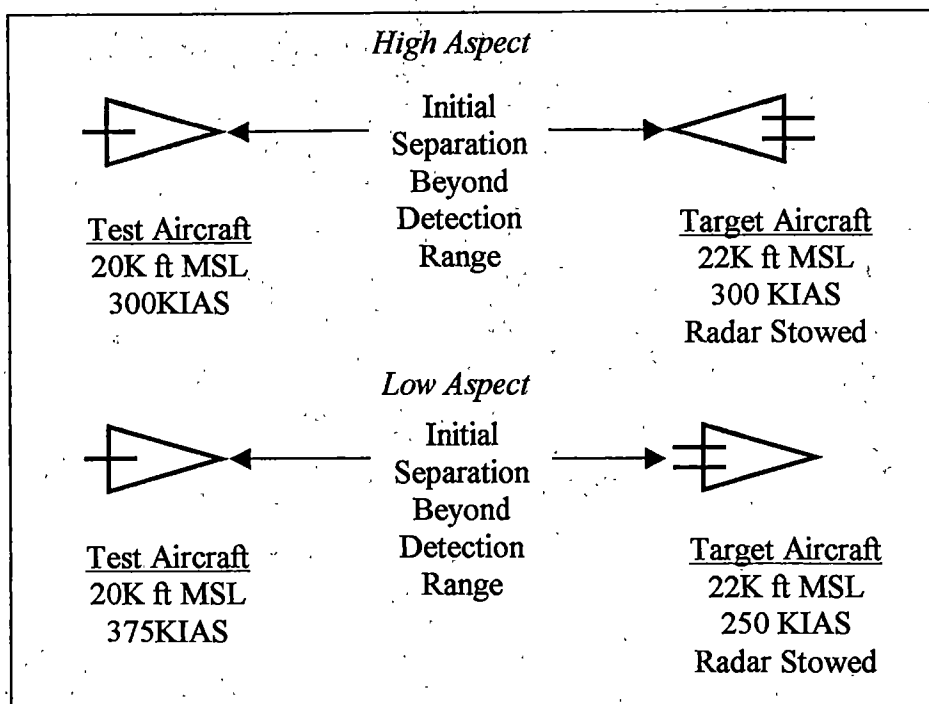 High Aspect
Initial
Separation
Beyond
Detection
Range
Test Aircraft
20K ft MSL
300KIAS
Target Aircraft
22K ft MSL
300 KIAS
Radar Stowed
Low Aspect
Initial
Separation
Beyond
Detection
Range
Test Aircraft
20K ft MSL
375KIAS
Target Aircraft
22K ft MSL
250 KIAS
Radar Stowed